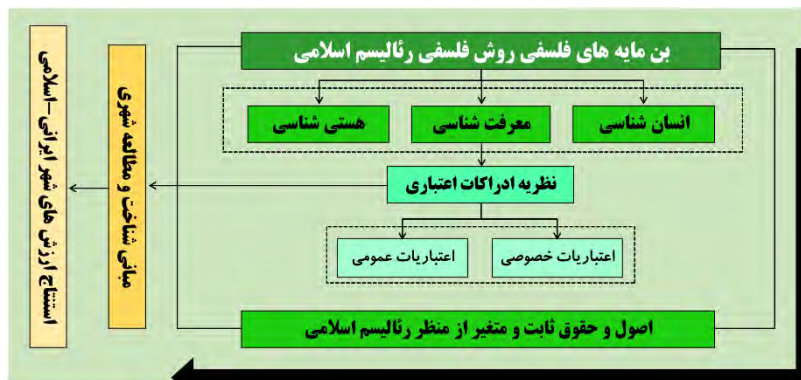 بن مایه های فلسفی روش فلسفی رئالیسم اسلامی
انسان شناسی
معرفت شناسی
هستی شناسی
نظریه ادراکات اعتباری
اعتباریات خصوصی
اعتباریات عمومی
اصول و حقوق ثابت و متغیر از منظر رئالیسم اسلامی
مبانی شناخت و مطالعه شهری
استنتاج ارزش های شهر ایرانی –اسلامی